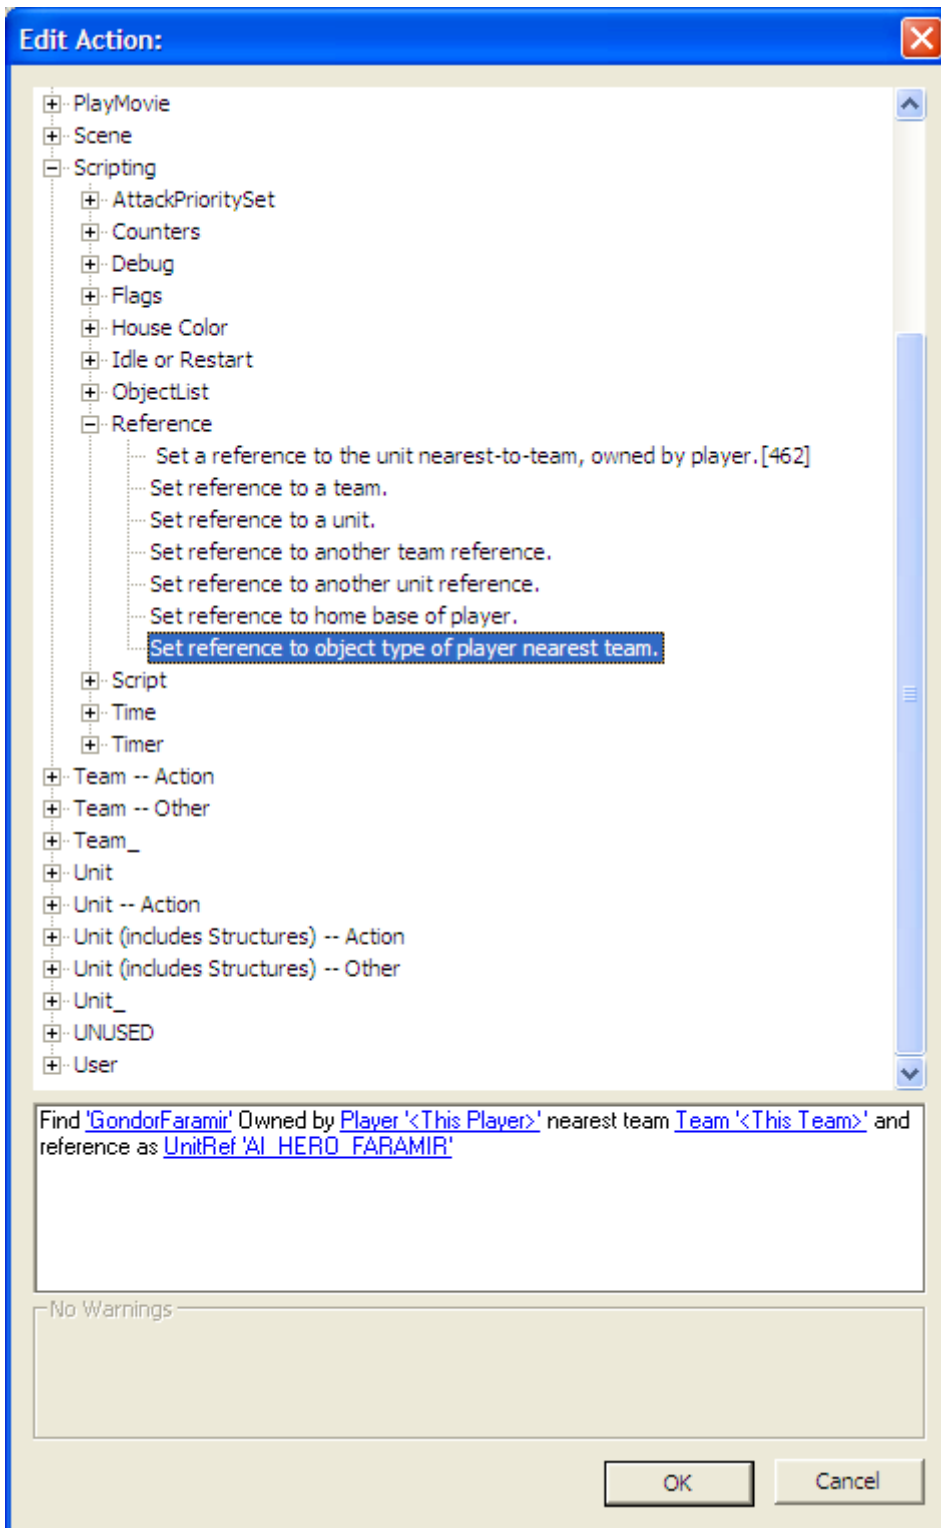 Edit Action:
PlayMovie
Scene
Scripting
AttackPrioritySet
Counters
Debug
Flags
House Color
Idle or Restart
ObjectList
Reference
Set a reference to the unit nearest-to-team, owned by player.[462]
Set reference to a team.
Set reference to a unit.
Set reference to another team reference.
Set reference to another unit reference.
Set reference to home base of player.
Set reference to object type of player nearest team.
Script
Time
Timer
Team -- Action
Team -- Other
Team_
Unit
Unit -- Action
Unit (includes Structures) -- Action
Unit (includes Structures) -- Other
Unit_
UNUSED
User
Find 'GondorFaramir' Owned by Player '<This Player>' nearest team Team '<This Team>' and
reference as UnitRef 'AI_HERO_FARAMIR'
No Warnings
OK
Cancel